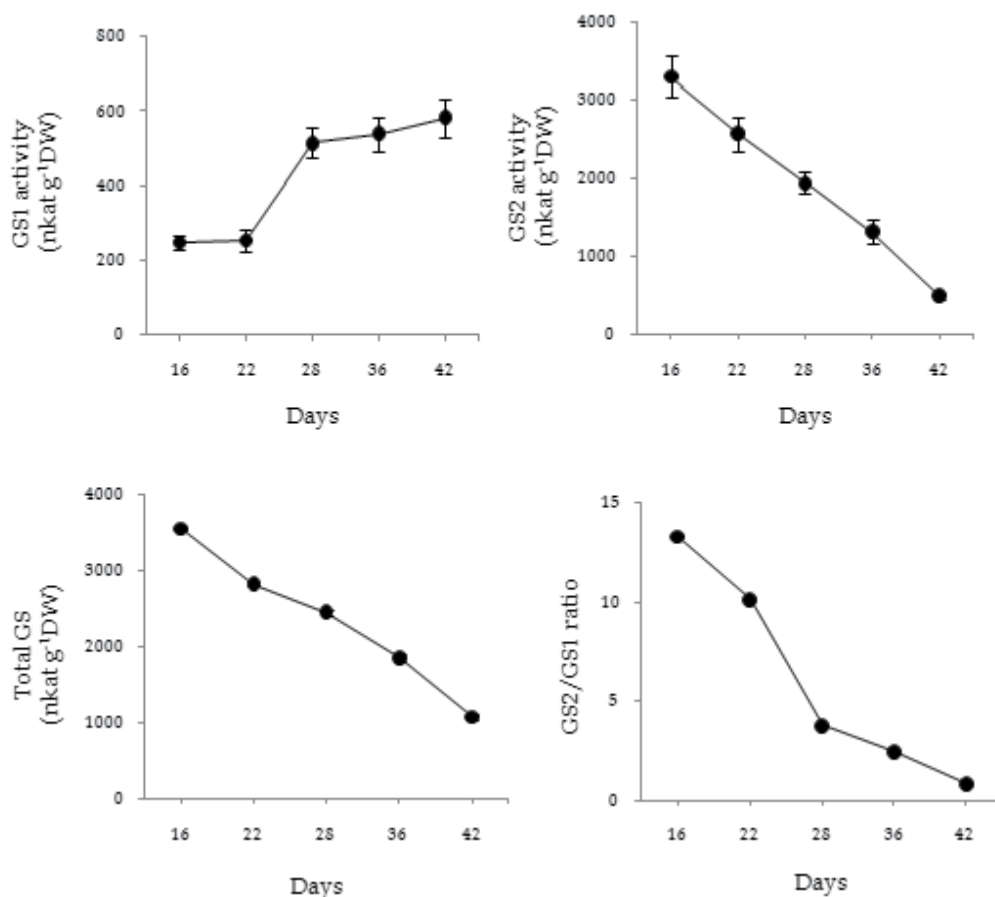 GS1 activity
(nkat g⁻¹DW)
800
600
400
200
0
16 22 28 36 42
Days
GS2 activity
(nkat g⁻¹DW)
4000
3000
2000
1000
0
16 22 28 36 42
Days
Total GS
(nkat g⁻¹DW)
4000
3000
2000
1000
0
16 22 28 36 42
Days
GS2/GS1 ratio
15
10
5
0
16 22 28 36 42
Days